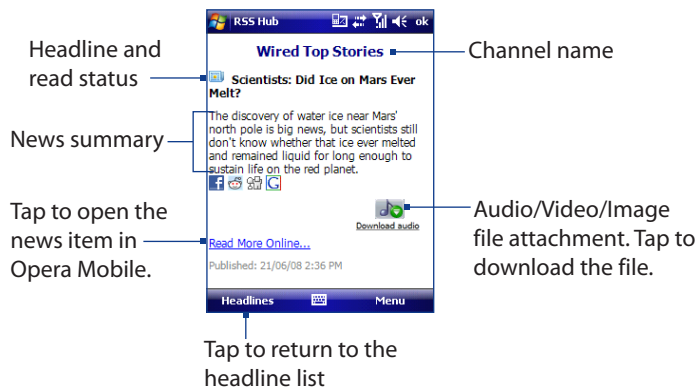 RSS Hub
ok
Wired Top Stories
Channel name
Headline and
read status
Scientists: Did Ice on Mars Ever
Melt?
News summary
The discovery of water ice near Mars'
north pole is big news, but scientists still
don't know whether that ice ever melted
and remained liquid for long enough to
sustain life on the red planet.
Tap to open the
news item in
Opera Mobile.
Download audio
Audio/Video/Image
file attachment. Tap to
download the file.
Read More Online...
Published: 21/06/08 2:36 PM
Headlines
Menu
Tap to return to the
headline list